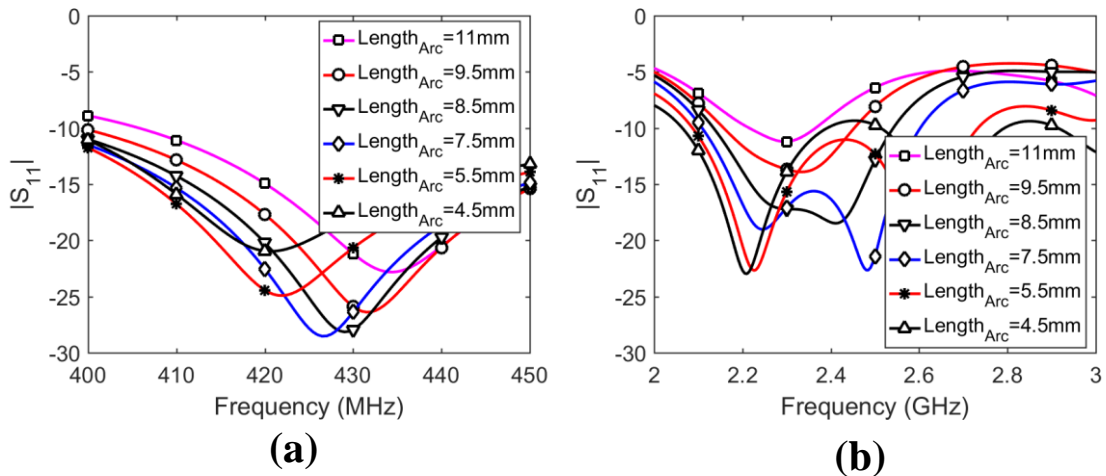 0
-5
-10
-15
-20
-25
-30
|S11|
400 410 420 430 440 450
Frequency (MHz)
LengthArc=11mm
LengthArc=9.5mm
LengthArc=8.5mm
LengthArc=7.5mm
LengthArc=5.5mm
LengthArc=4.5mm
(a)
0
-5
-10
-15
-20
-25
-30
|S11|
2 2.2 2.4 2.6 2.8 3
Frequency (GHz)
LengthArc=11mm
LengthArc=9.5mm
LengthArc=8.5mm
LengthArc=7.5mm
LengthArc=5.5mm
LengthArc=4.5mm
(b)